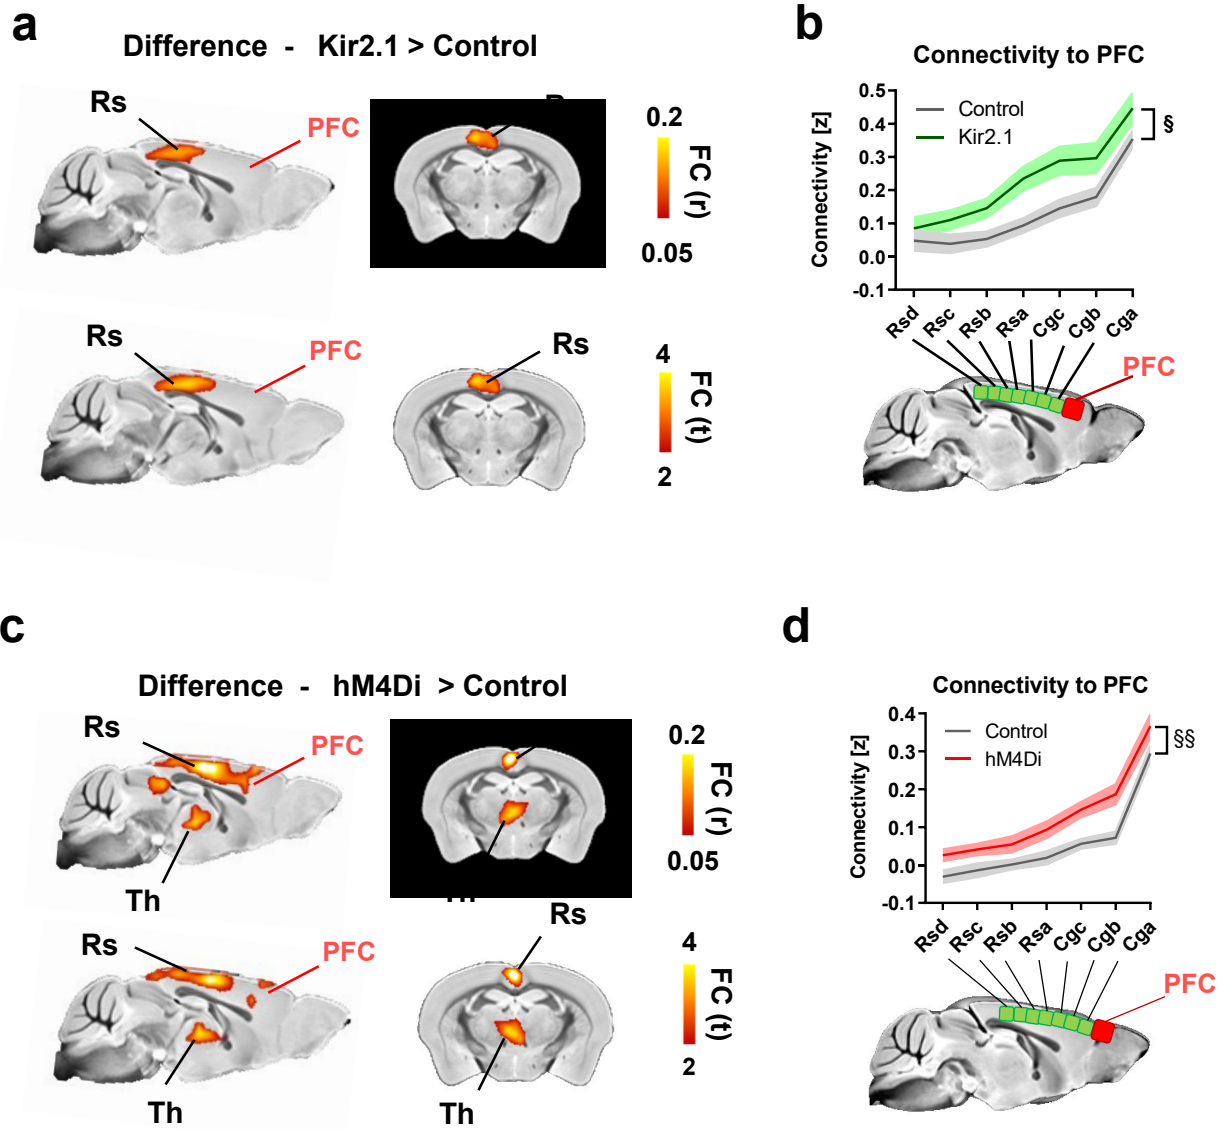 a
Difference - Kir2.1 > Control
Rs
PFC
0.2
FC (r)
0.05
Rs
PFC
Rs
4
FC (t)
2
b
Connectivity to PFC
Control
Kir2.1
§
Connectivity [z]
0.5
0.4
0.3
0.2
0.1
0.0
-0.1
Rsd
Rsc
Rsb
Rsa
Cgc
Cgb
Cga
PFC
c
Difference - hM4Di > Control
Rs
PFC
Th
0.2
FC (r)
0.05
Rs
PFC
Th
Rs
Th
4
FC (t)
2
d
Connectivity to PFC
Control
hM4Di
§§
Connectivity [z]
0.4
0.3
0.2
0.1
0.0
-0.1
Rsd
Rsc
Rsb
Rsa
Cgc
Cgb
Cga
PFC